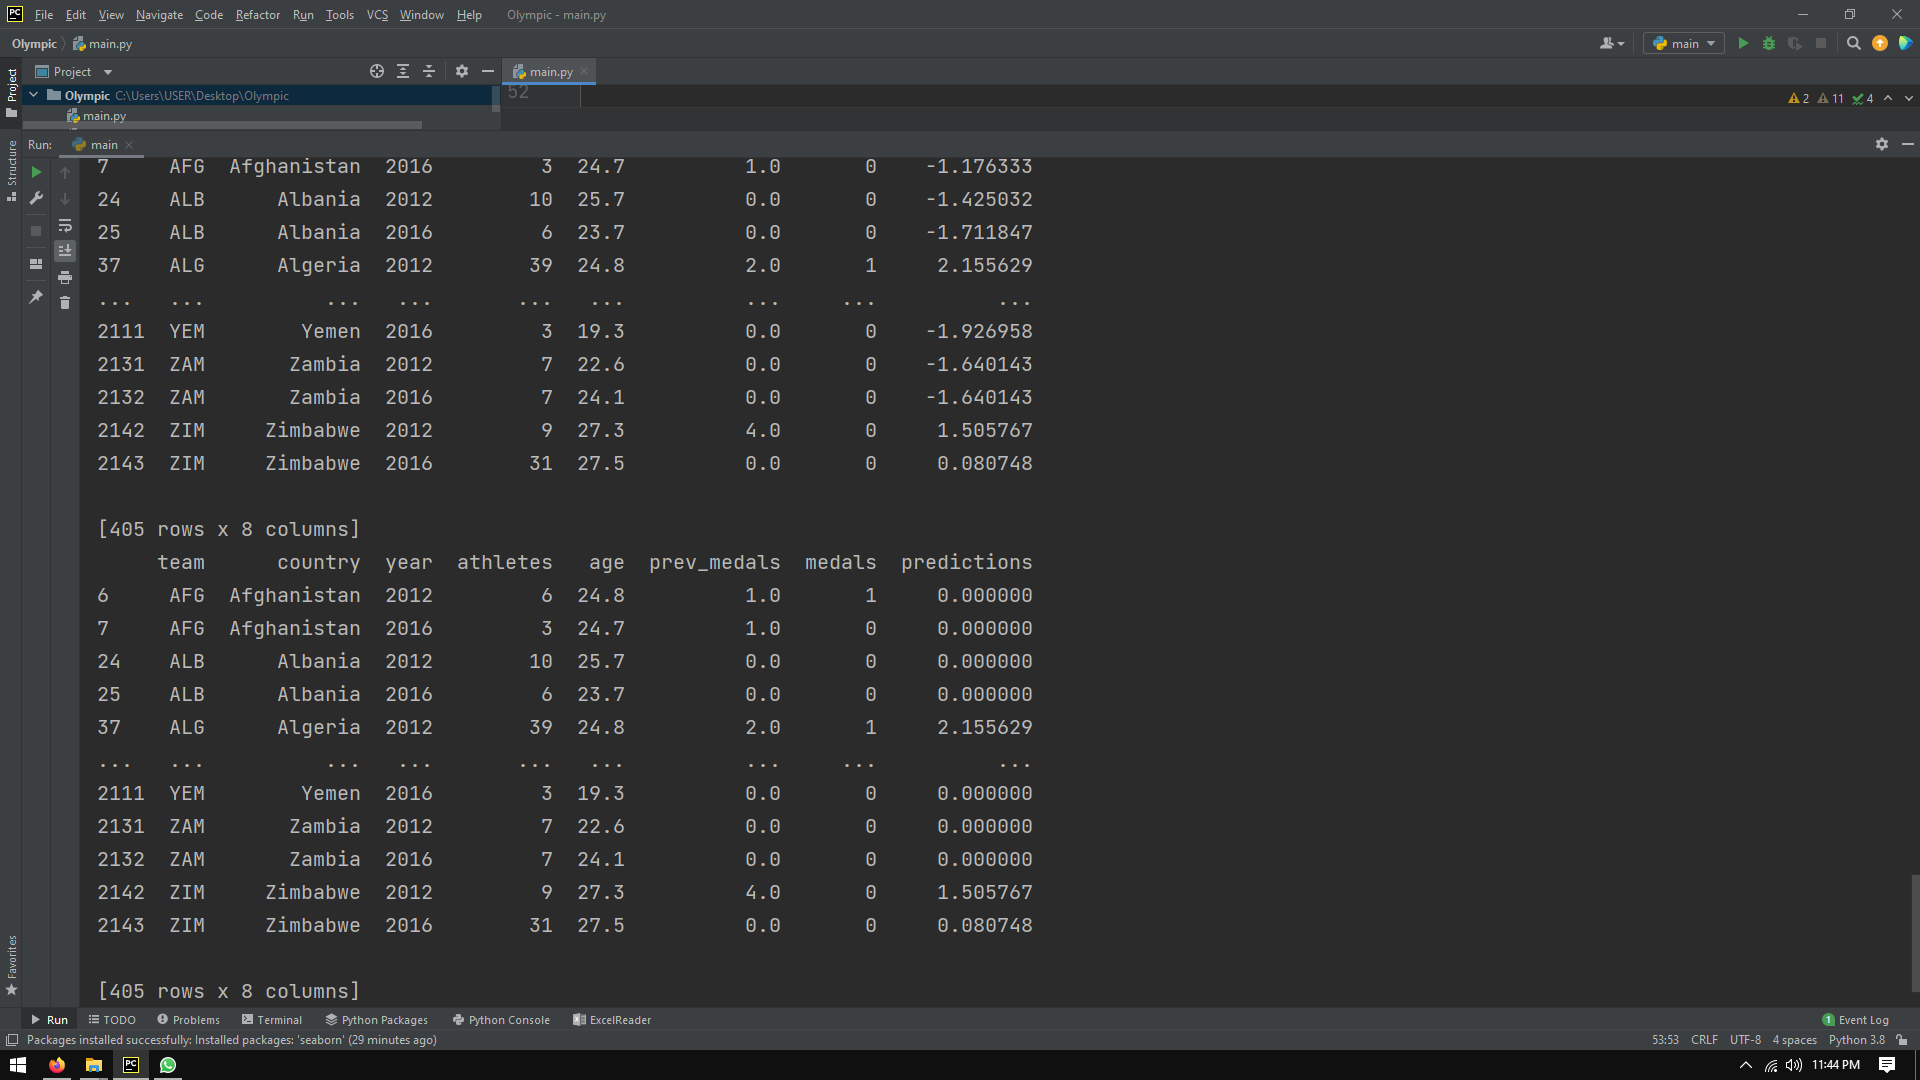 PC File Edit View Navigate Code Refactor Run Tools VCS Window Help Olympic - main.py
Olympic main.py main
Project main.py
Olympic C:\Users\USER\Desktop\Olympic 52 2 11 4
main.py
Run: main
7 AFG Afghanistan 2016 3 24.7 1.0 0 -1.176333
24 ALB Albania 2012 10 25.7 0.0 0 -1.425032
25 ALB Albania 2016 6 23.7 0.0 0 -1.711847
37 ALG Algeria 2012 39 24.8 2.0 1 2.155629
... ... ... ... ... ... ... ... ...
2111 YEM Yemen 2016 3 19.3 0.0 0 -1.926958
2131 ZAM Zambia 2012 7 22.6 0.0 0 -1.640143
2132 ZAM Zambia 2016 7 24.1 0.0 0 -1.640143
2142 ZIM Zimbabwe 2012 9 27.3 4.0 0 1.505767
2143 ZIM Zimbabwe 2016 31 27.5 0.0 0 0.080748
[405 rows x 8 columns]
team country year athletes age prev_medals medals predictions
6 AFG Afghanistan 2012 6 24.8 1.0 1 0.000000
7 AFG Afghanistan 2016 3 24.7 1.0 0 0.000000
24 ALB Albania 2012 10 25.7 0.0 0 0.000000
25 ALB Albania 2016 6 23.7 0.0 0 0.000000
37 ALG Algeria 2012 39 24.8 2.0 1 2.155629
... ... ... ... ... ... ... ... ...
2111 YEM Yemen 2016 3 19.3 0.0 0 0.000000
2131 ZAM Zambia 2012 7 22.6 0.0 0 0.000000
2132 ZAM Zambia 2016 7 24.1 0.0 0 0.000000
2142 ZIM Zimbabwe 2012 9 27.3 4.0 0 1.505767
2143 ZIM Zimbabwe 2016 31 27.5 0.0 0 0.080748
[405 rows x 8 columns]
Project
Structure
Favorites
Run TODO Problems Terminal Python Packages Python Console ExcelReader 1 Event Log
Packages installed successfully: Installed packages: 'seaborn' (29 minutes ago) 53:53 CRLF UTF-8 4 spaces Python 3.8
PC 11:44 PM